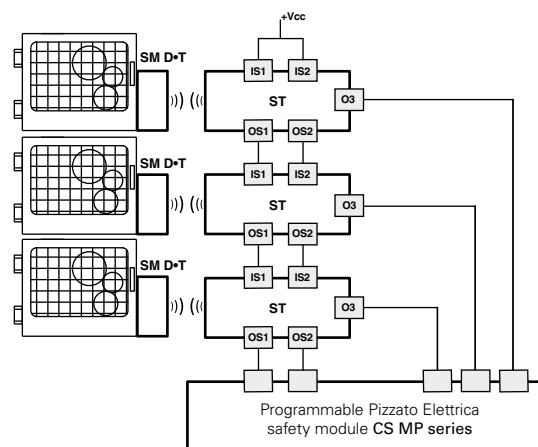 +Vcc
SM D•T
IS1 IS2
ST
O3
OS1 OS2
SM D•T
IS1 IS2
ST
O3
OS1 OS2
SM D•T
IS1 IS2
ST
O3
OS1 OS2
Programmable Pizzato Elettrica
safety module CS MP series